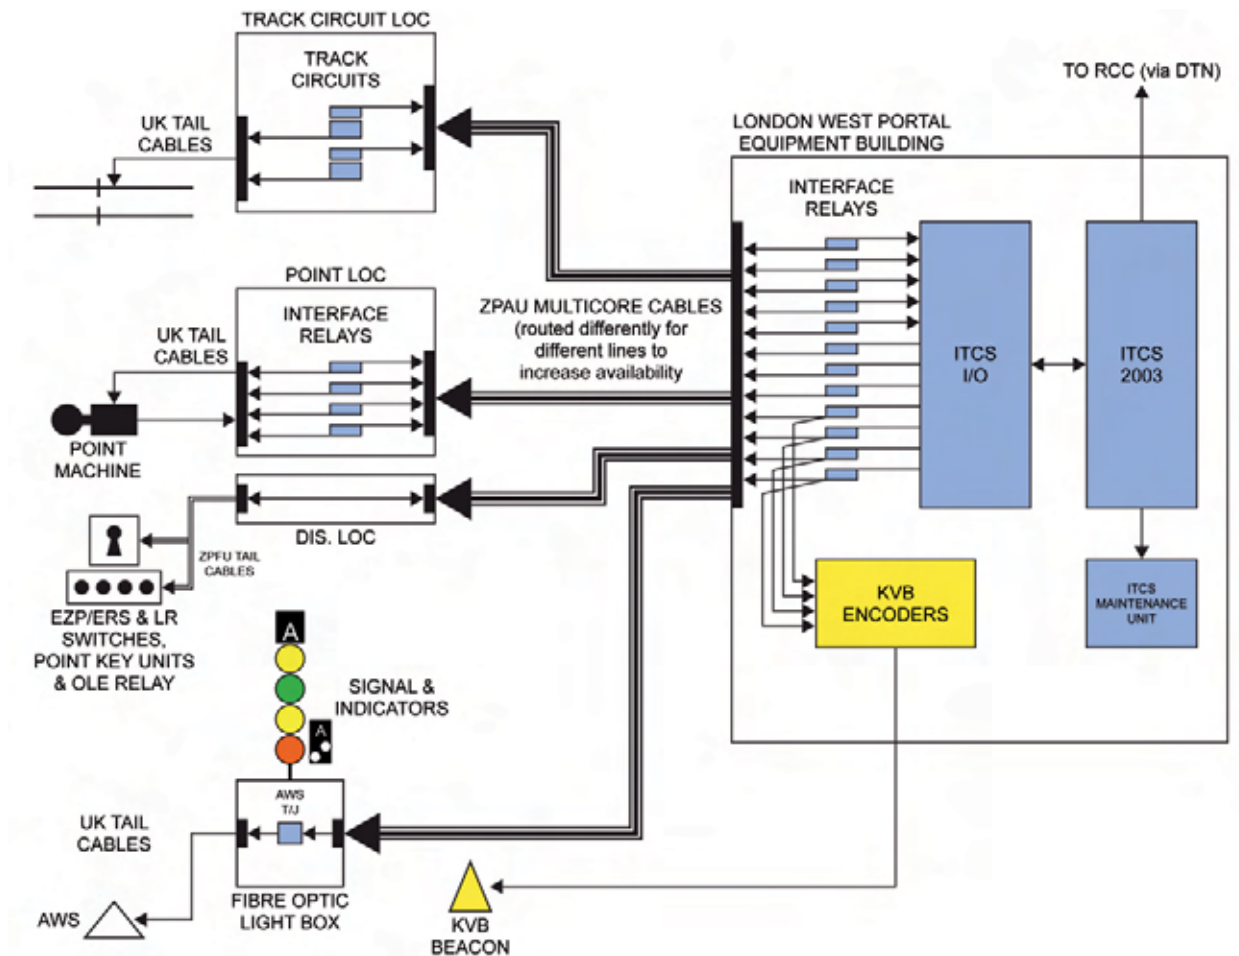 TRACK CIRCUIT LOC
TRACK
CIRCUITS
UK TAIL
CABLES
TO RCC (via DTN)
LONDON WEST PORTAL
EQUIPMENT BUILDING
INTERFACE
RELAYS
POINT LOC
INTERFACE
RELAYS
UK TAIL
CABLES
ZPAU MULTICORE CABLES
(routed differently for
different lines to
increase availability
ITCS
I/O
ITCS
2003
POINT
MACHINE
DIS. LOC
ZPFU TAIL
CABLES
EZP/ERS & LR
SWITCHES,
POINT KEY UNITS
& OLE RELAY
KVB
ENCODERS
ITCS
MAINTENANCE
UNIT
A
SIGNAL &
INDICATORS
A
AWS
T/J
UK TAIL
CABLES
AWS
FIBRE OPTIC
LIGHT BOX
KVB
BEACON